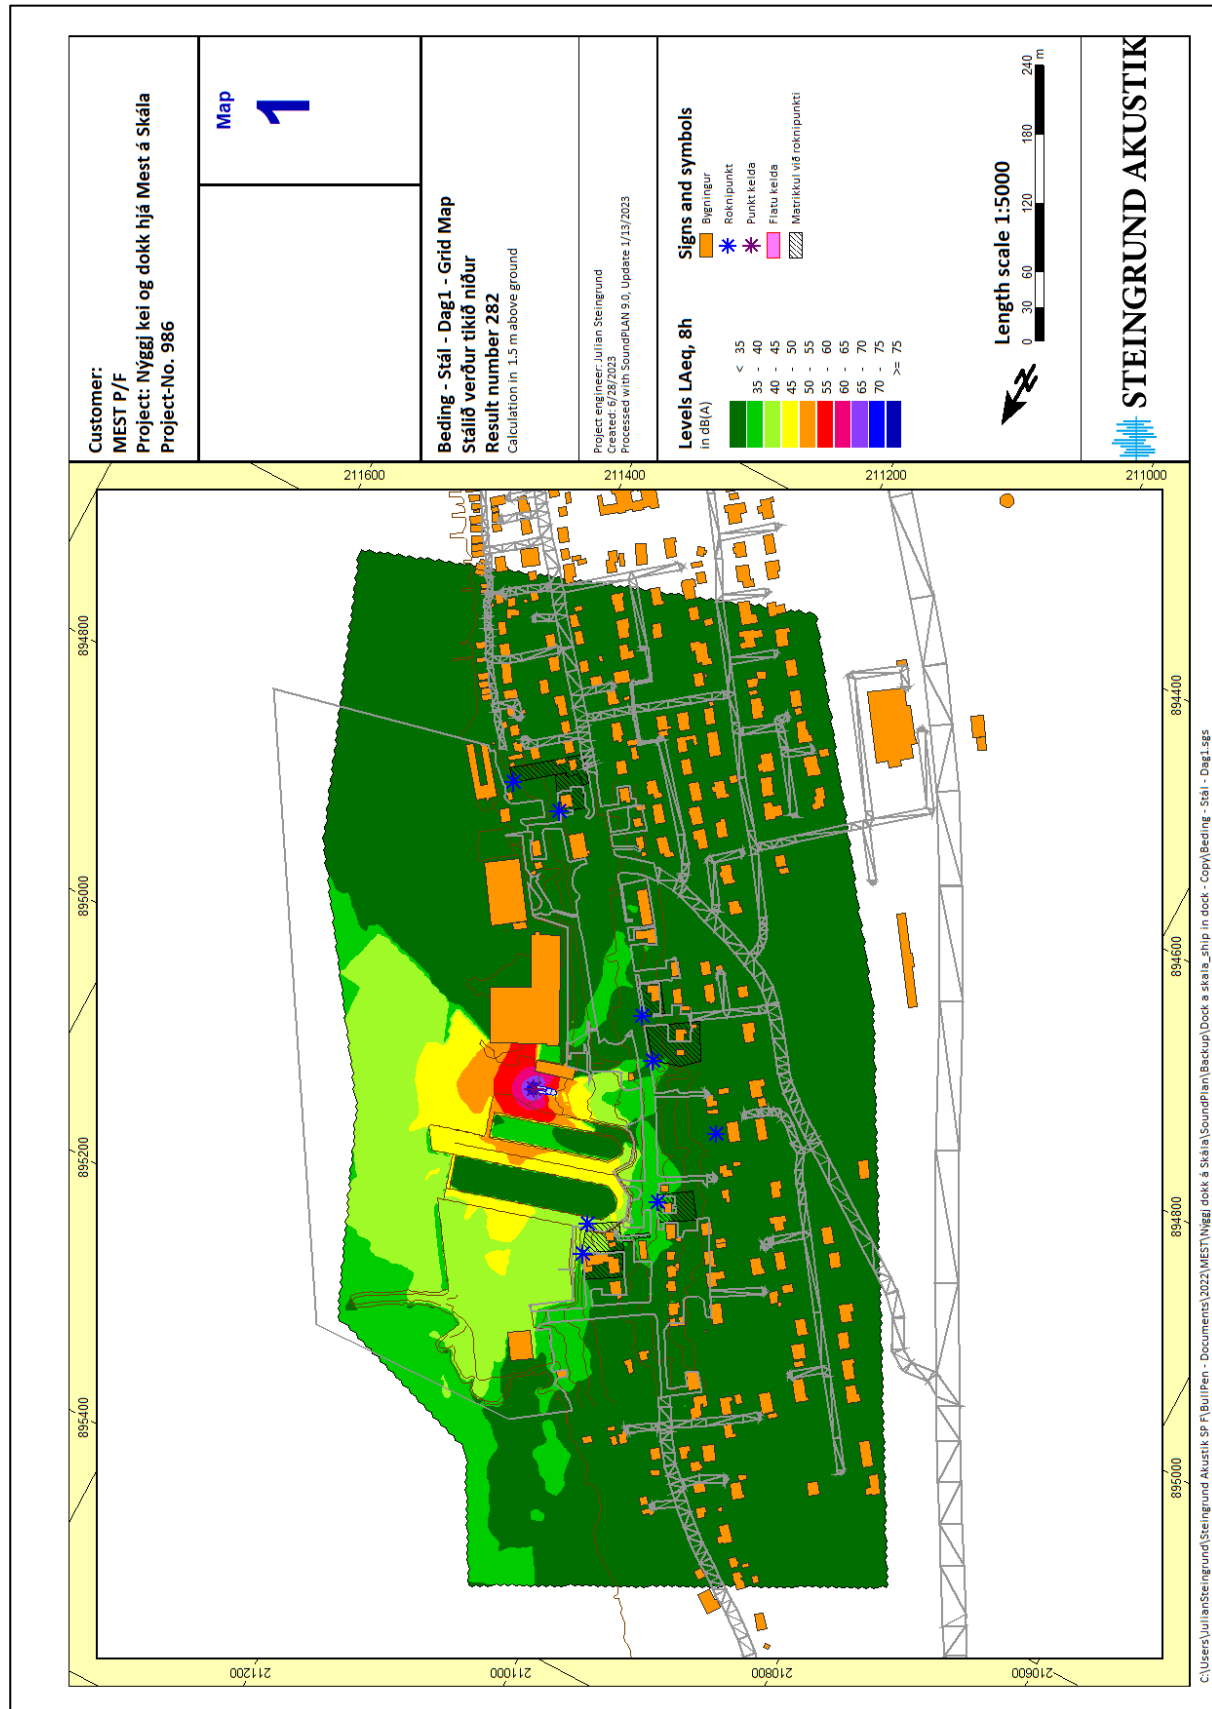 Customer:
MEST P/F
Project: Nýggj kei og dokk hjá Mest á Skála
Project-No. 986
Map
1
Beding - Stál - Dag1 - Grid Map
Stálið verður tikið niður
Result number 282
Calculation in 1.5 m above ground
Project engineer: Julian Steingrund
Created: 6/28/2023
Processed with SoundPLAN 9.0, Update 1/13/2023
Levels LAeq, 8h
in dB(A)
< 35
35 - 40
40 - 45
45 - 50
50 - 55
55 - 60
60 - 65
65 - 70
70 - 75
>= 75
Signs and symbols
Bygningur
Roknipunkt
Punkt kelda
Flatu kelda
Matrikkul við roknipunkti
N
Length scale 1:5000
0 30 60 120 180 240
m
STEINGRUND AKUSTIK
211600
211400
211200
211000
894800
895000
895200
895400
894400
894600
894800
895000
211200
211000
210800
210600
C:\Users\JulianSteingrund\Steingrund Akustik SP F\BullPen - Documents\2022\MEST\Nýggj dokk á Skála\SoundPlan\Backup\Dock a skala_ship in dock - Copy\Beding - Stál - Dag1.sgs